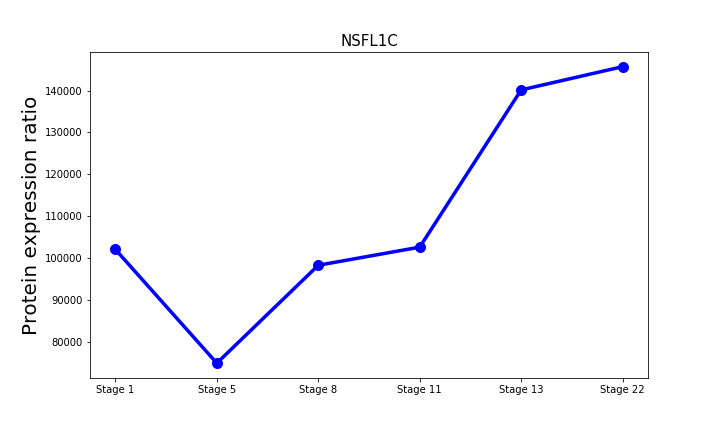 NSFL1C
Protein expression ratio
140000
130000
120000
110000
100000
90000
80000
Stage 1 Stage 5 Stage 8 Stage 11 Stage 13 Stage 22